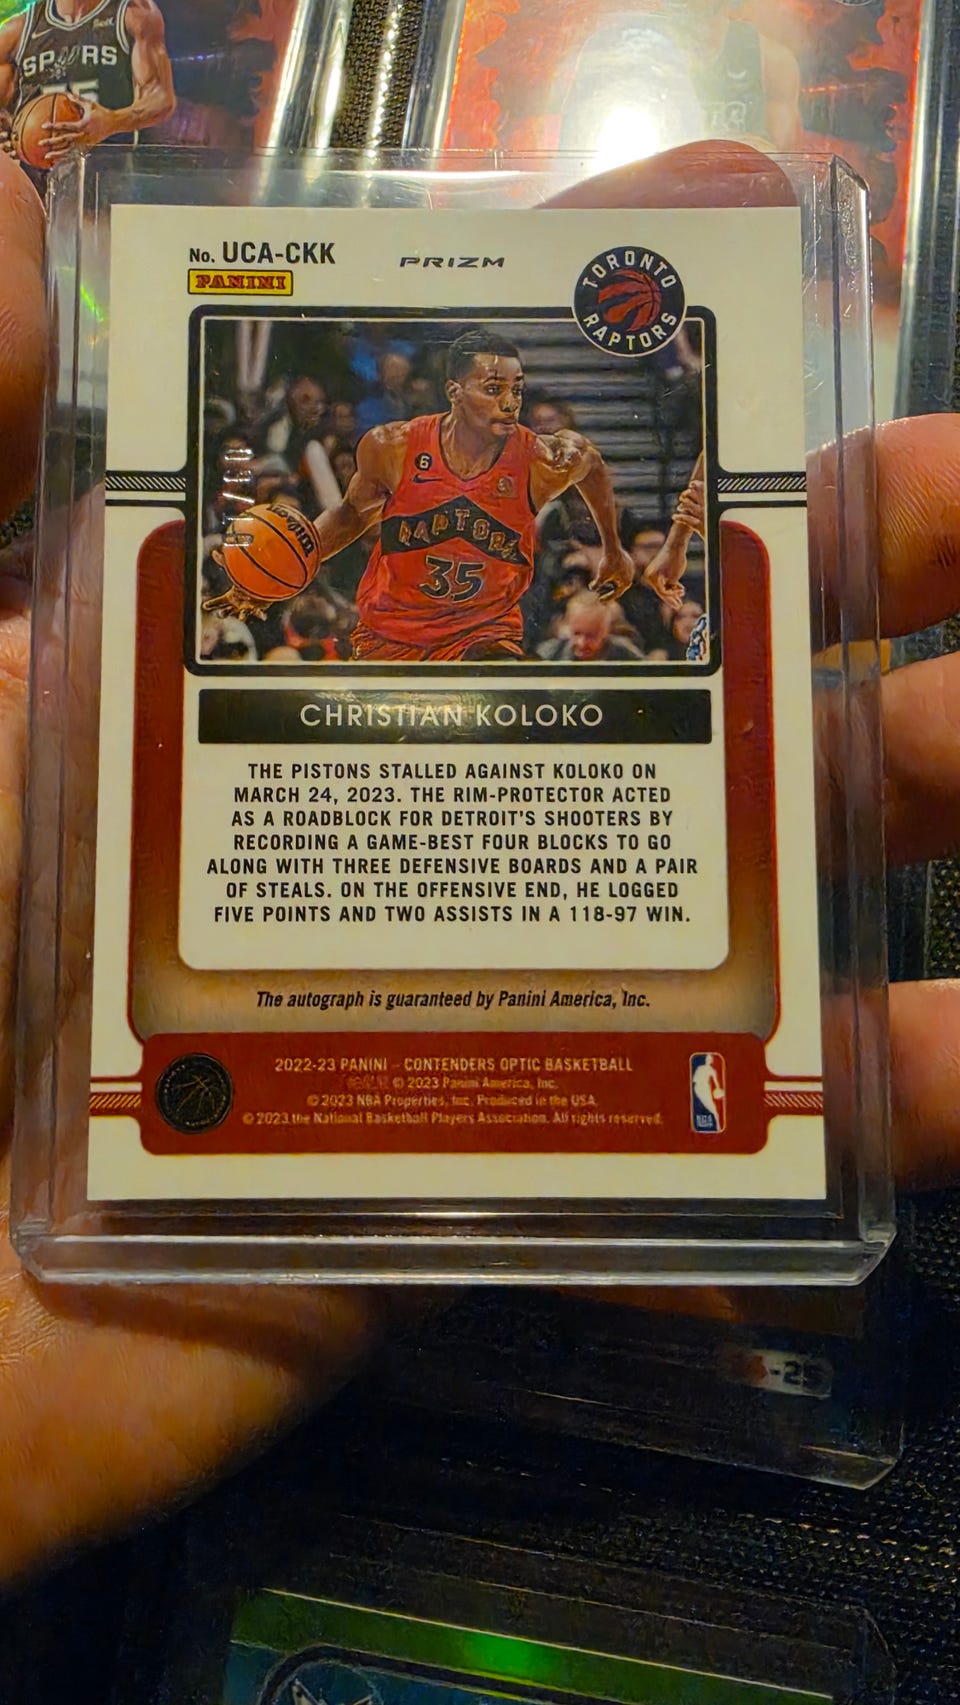 SPURS
No. UCA-CKK
PANINI
PRIZM
TORONTO
RAPTORS
6
RAPTORS
35
CHRISTIAN KOLOKO
THE PISTONS STALLED AGAINST KOLOKO ON
MARCH 24, 2023. THE RIM-PROTECTOR ACTED
AS A ROADBLOCK FOR DETROIT'S SHOOTERS BY
RECORDING A GAME-BEST FOUR BLOCKS TO GO
ALONG WITH THREE DEFENSIVE BOARDS AND A PAIR
OF STEALS. ON THE OFFENSIVE END, HE LOGGED
FIVE POINTS AND TWO ASSISTS IN A 118-97 WIN.
The autograph is guaranteed by Panini America, Inc.
2022-23 PANINI – CONTENDERS OPTIC BASKETBALL
© 2023 Panini America, Inc.
© 2023 NBA Properties, Inc. Produced in the USA.
© 2023 the National Basketball Players Association. All rights reserved.
-25